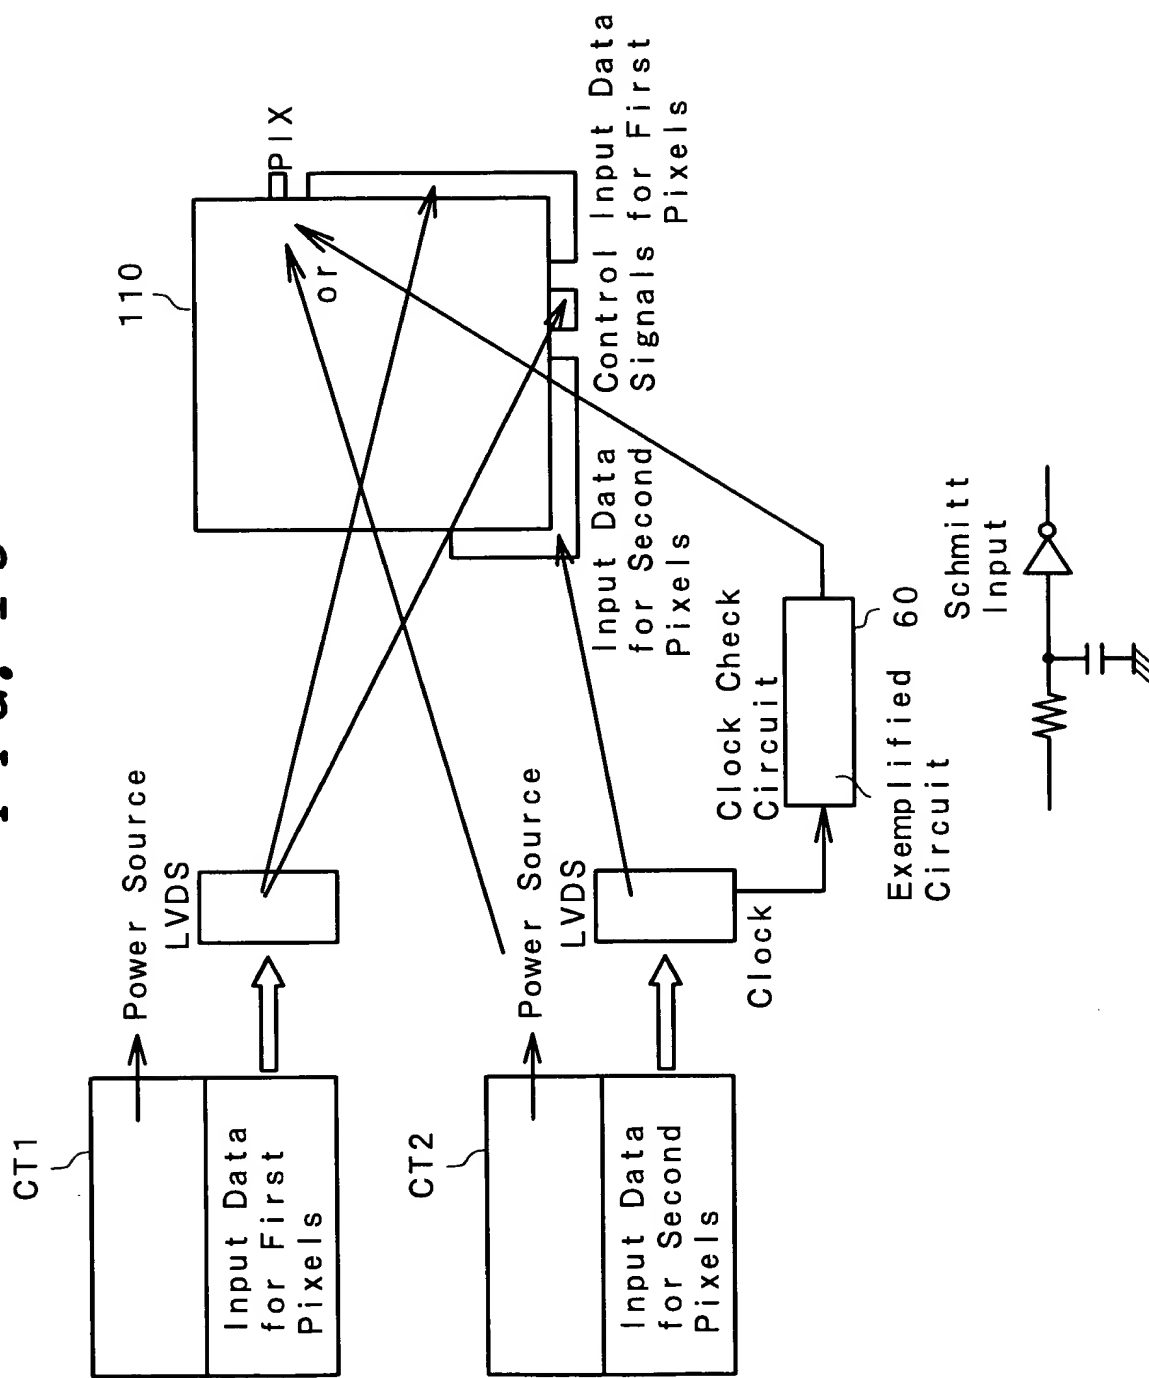 CT1
Input Data
for First
Pixels
Power Source
LVDS
110
PIX
or
Input Data
for First
Pixels
Control
Signals
Input Data
for Second
Pixels
CT2
Input Data
for Second
Pixels
Power Source
LVDS
Clock
Clock Check
Circuit
60
Exemplified
Circuit
Schmitt
Input